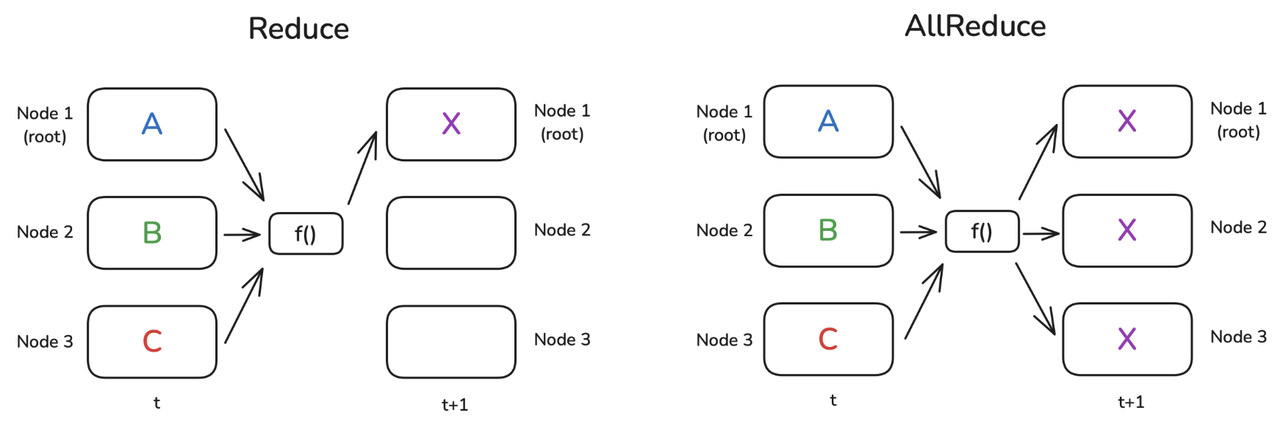 Reduce
Node 1
(root)
A
X
Node 1
(root)
Node 2
B
f()
Node 2
Node 3
C
Node 3
t
t+1
AllReduce
Node 1
(root)
A
X
Node 1
(root)
Node 2
B
f()
X
Node 2
Node 3
C
X
Node 3
t
t+1